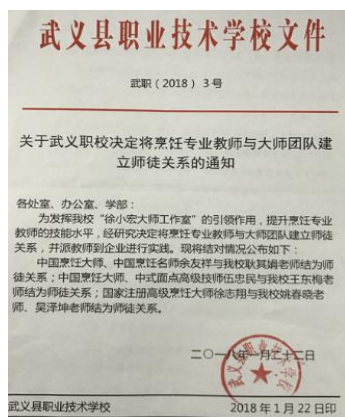 武义县职业技术学校文件
武职（2018）3号
关于武义职校决定将烹饪专业教师与大师团队建
立师徒关系的通知
各处室、办公室、学部：
为发挥我校“徐小宏大师工作室”的引领作用，提升烹饪专业
教师的技能水平，经研究决定将烹饪专业教师与大师团队建立师徒
关系，并派教师到企业进行实践。现将结对情况公布如下：
中国烹饪大师、中国烹饪名师余友祥与我校耿其娟老师结为师
徒关系；中国烹饪大师、中式面点高级技师伍忠民与我校王东梅老
师结为师徒关系；国家注册高级烹饪大师徐志翔与我校姚春晓老
师、吴泽坤老师结为师徒关系。
二〇一八年一月二十二日
武义县职业技术学校
2018年1月22日印